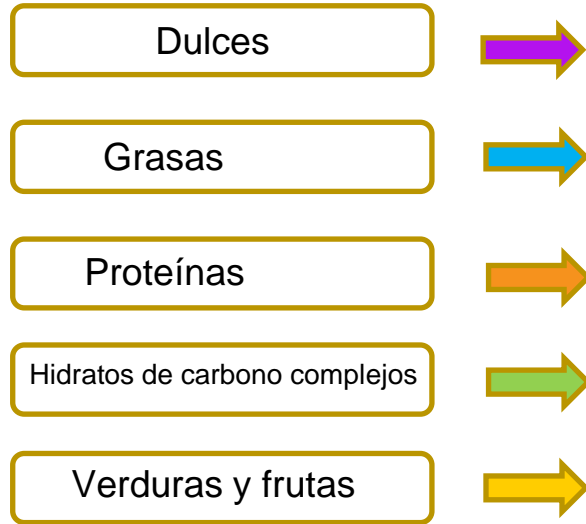 Dulces
Grasas
Proteínas
Hidratos de carbono complejos
Verduras y frutas